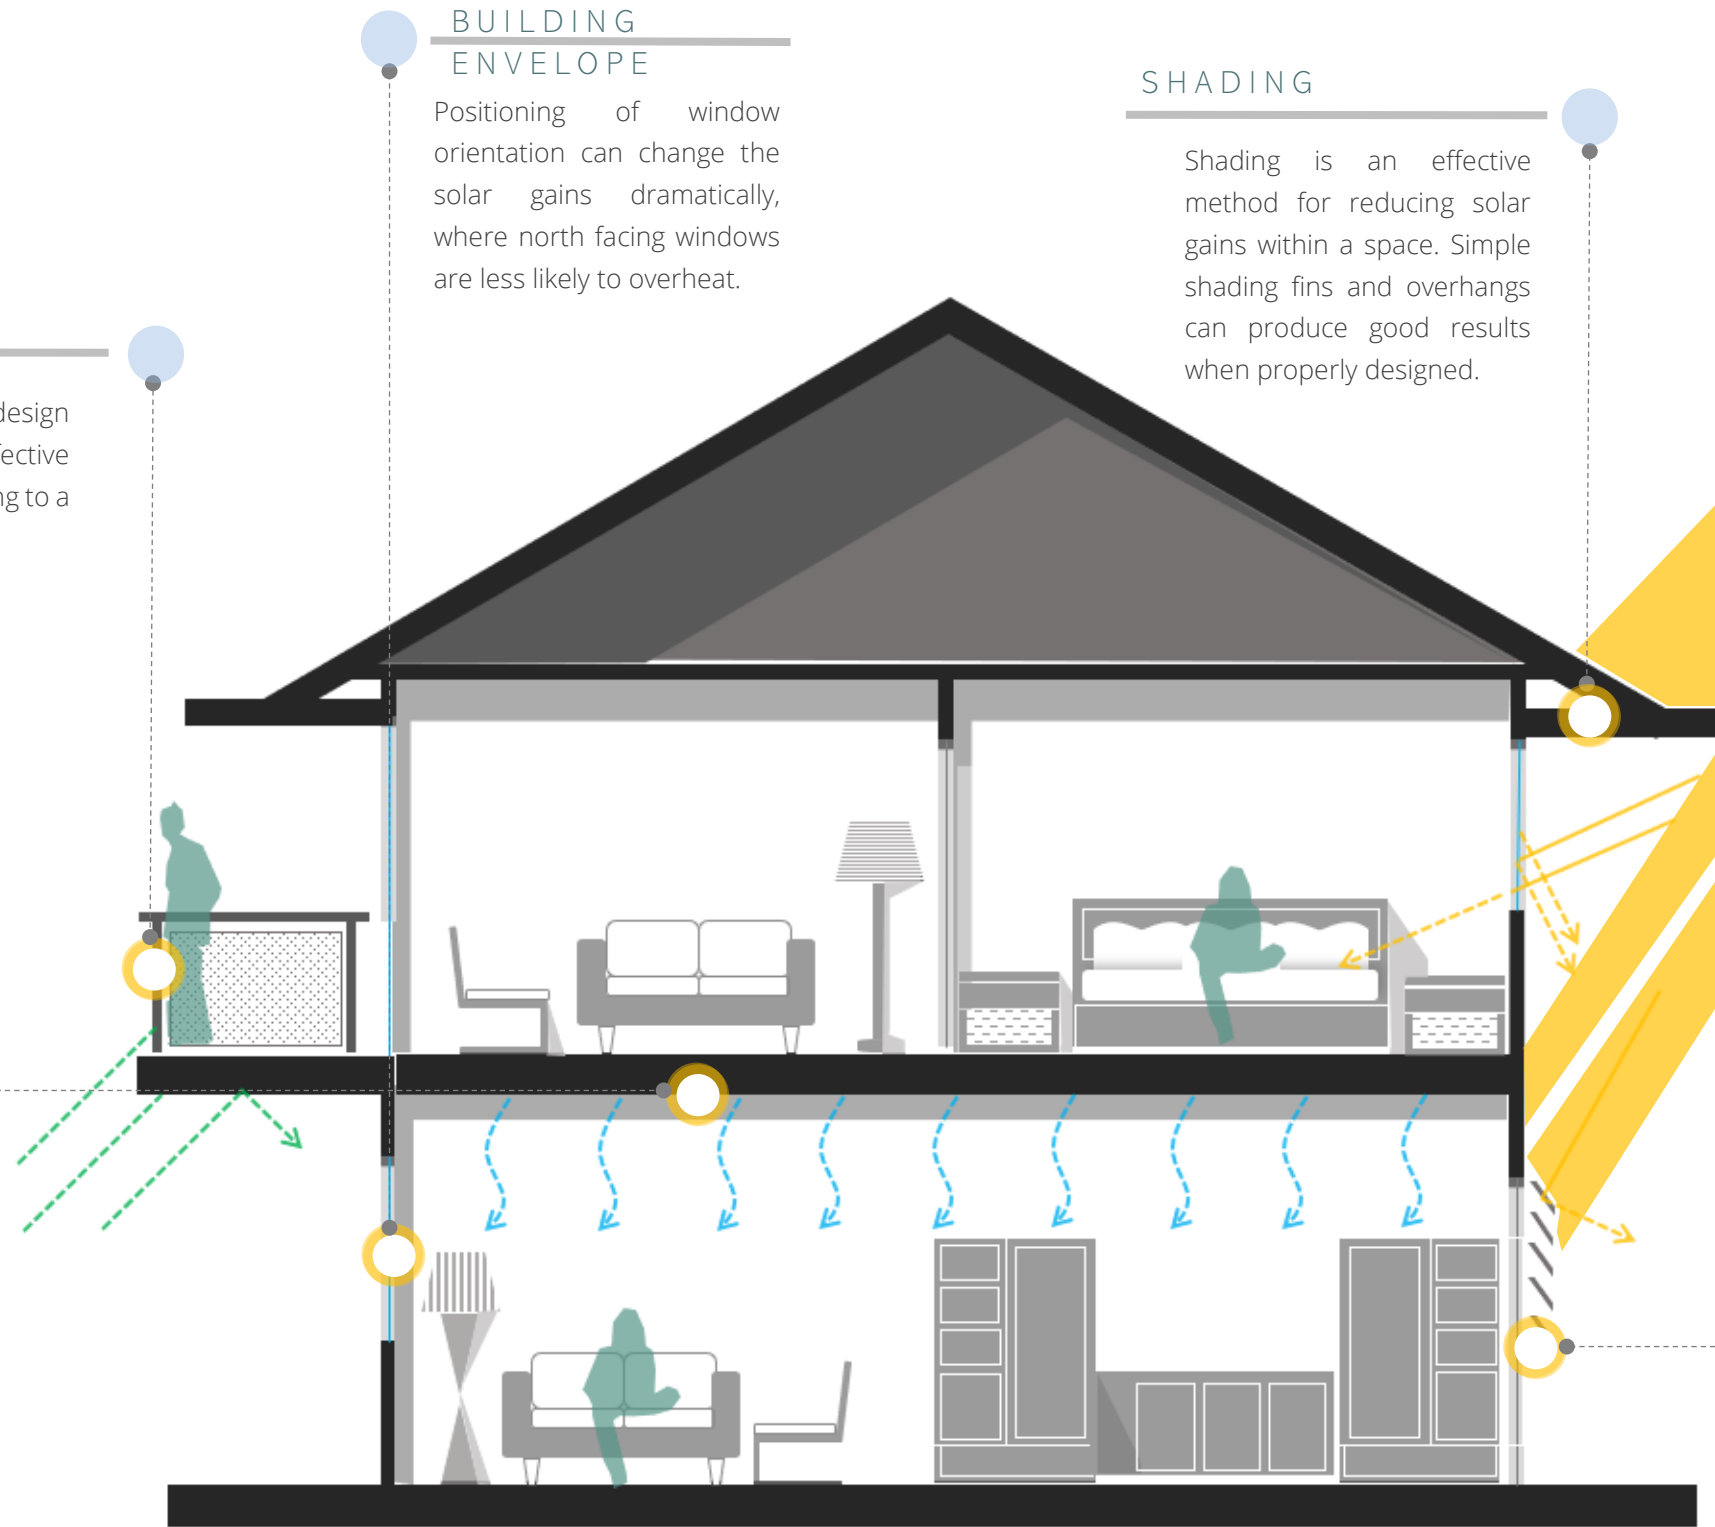 BUILDING
ENVELOPE
Positioning of window
orientation can change the
solar gains dramatically,
where north facing windows
are less likely to overheat.
SHADING
Shading is an effective
method for reducing solar
gains within a space. Simple
shading fins and overhangs
can produce good results
when properly designed.
design
to a